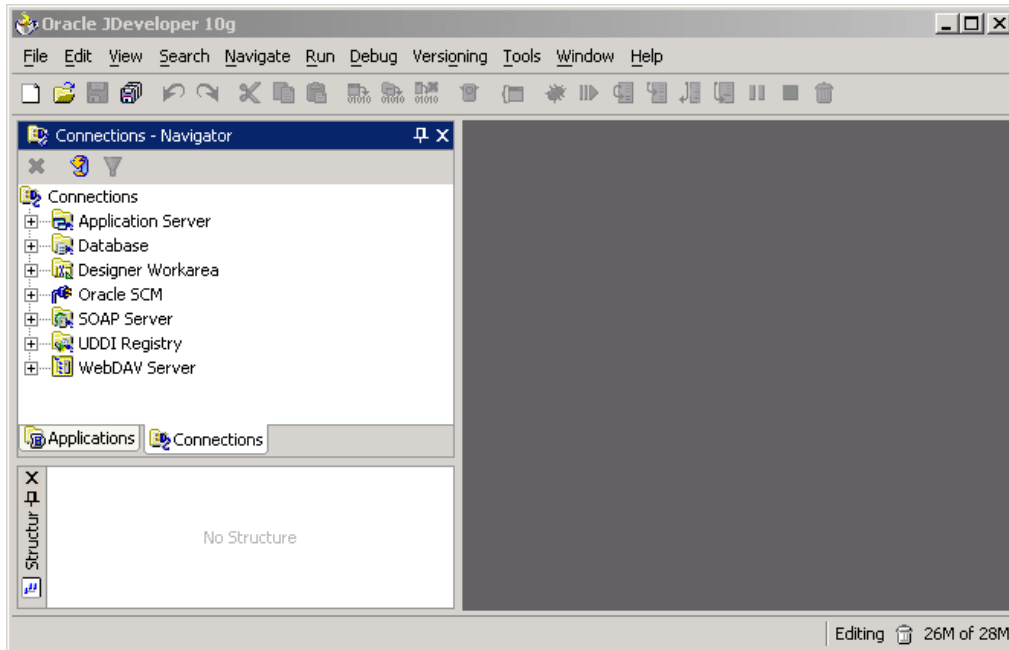 Oracle JDeveloper 10g
File Edit View Search Navigate Run Debug Versioning Tools Window Help
Connections - Navigator
Connections
Application Server
Database
Designer Workarea
Oracle SCM
SOAP Server
UDDI Registry
WebDAV Server
Applications Connections
Structur
No Structure
Editing 26M of 28M